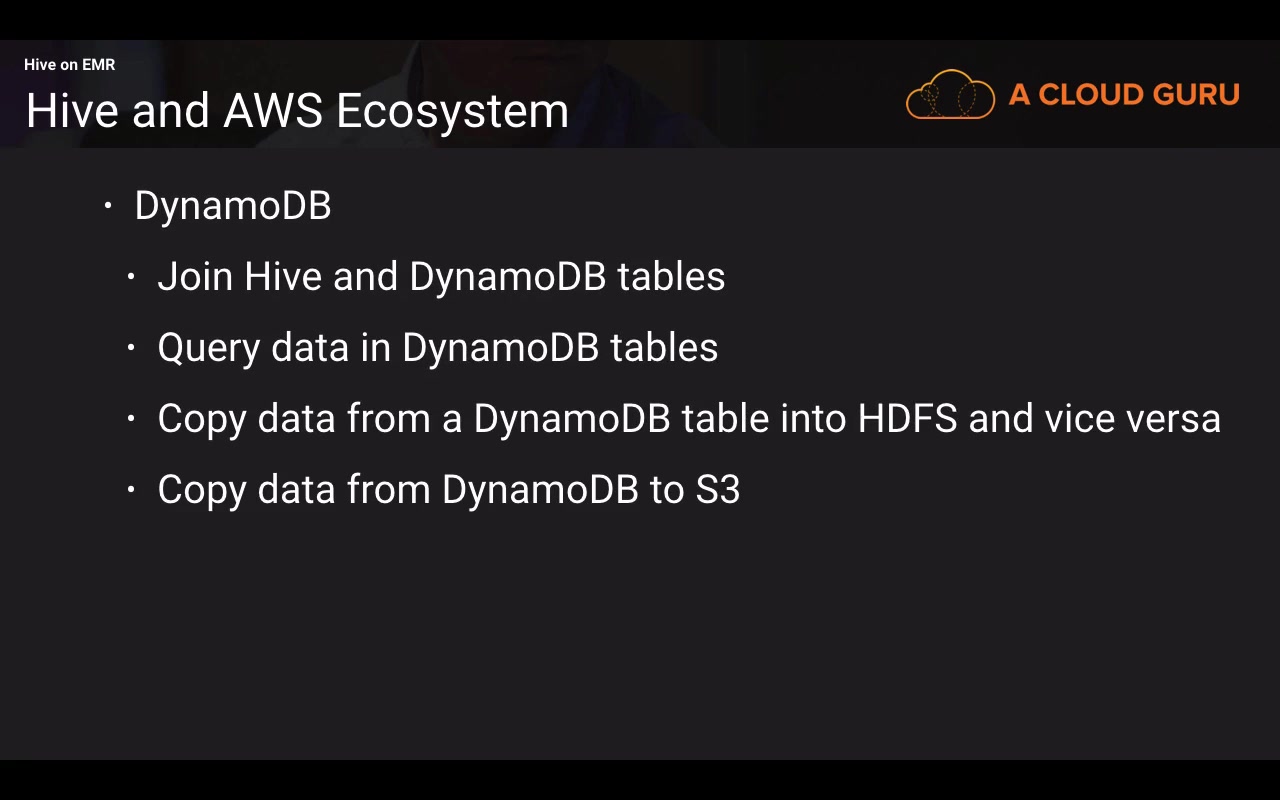 Hive on EMR
Hive and AWS Ecosystem
A CLOUD GURU
• DynamoDB
• Join Hive and DynamoDB tables
• Query data in DynamoDB tables
• Copy data from a DynamoDB table into HDFS and vice versa
• Copy data from DynamoDB to S3